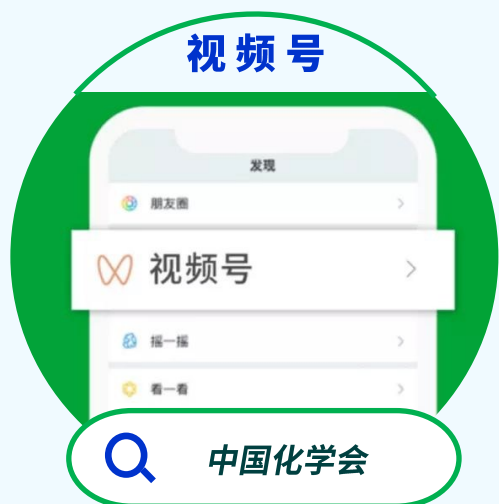 视频号
发现
朋友圈
视频号
摇一摇
看一看
中国化学会